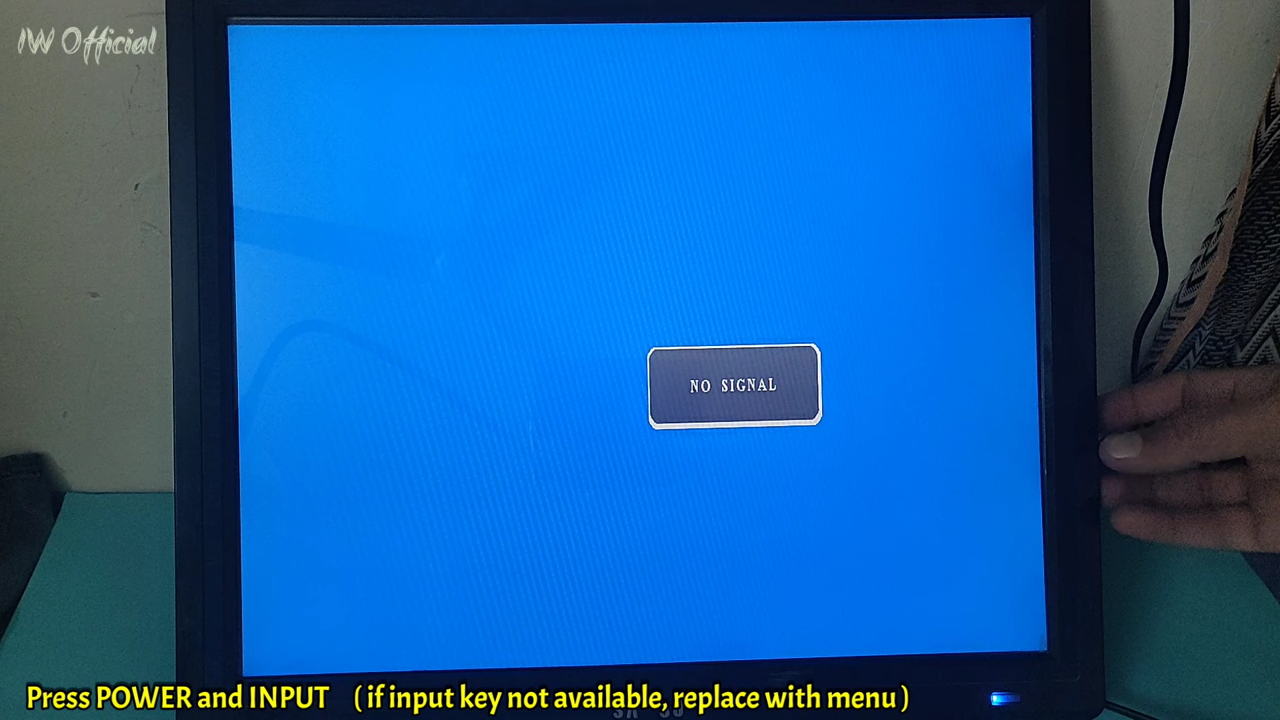 IW Official
NO SIGNAL
Press POWER and INPUT ( if input key not available, replace with menu )